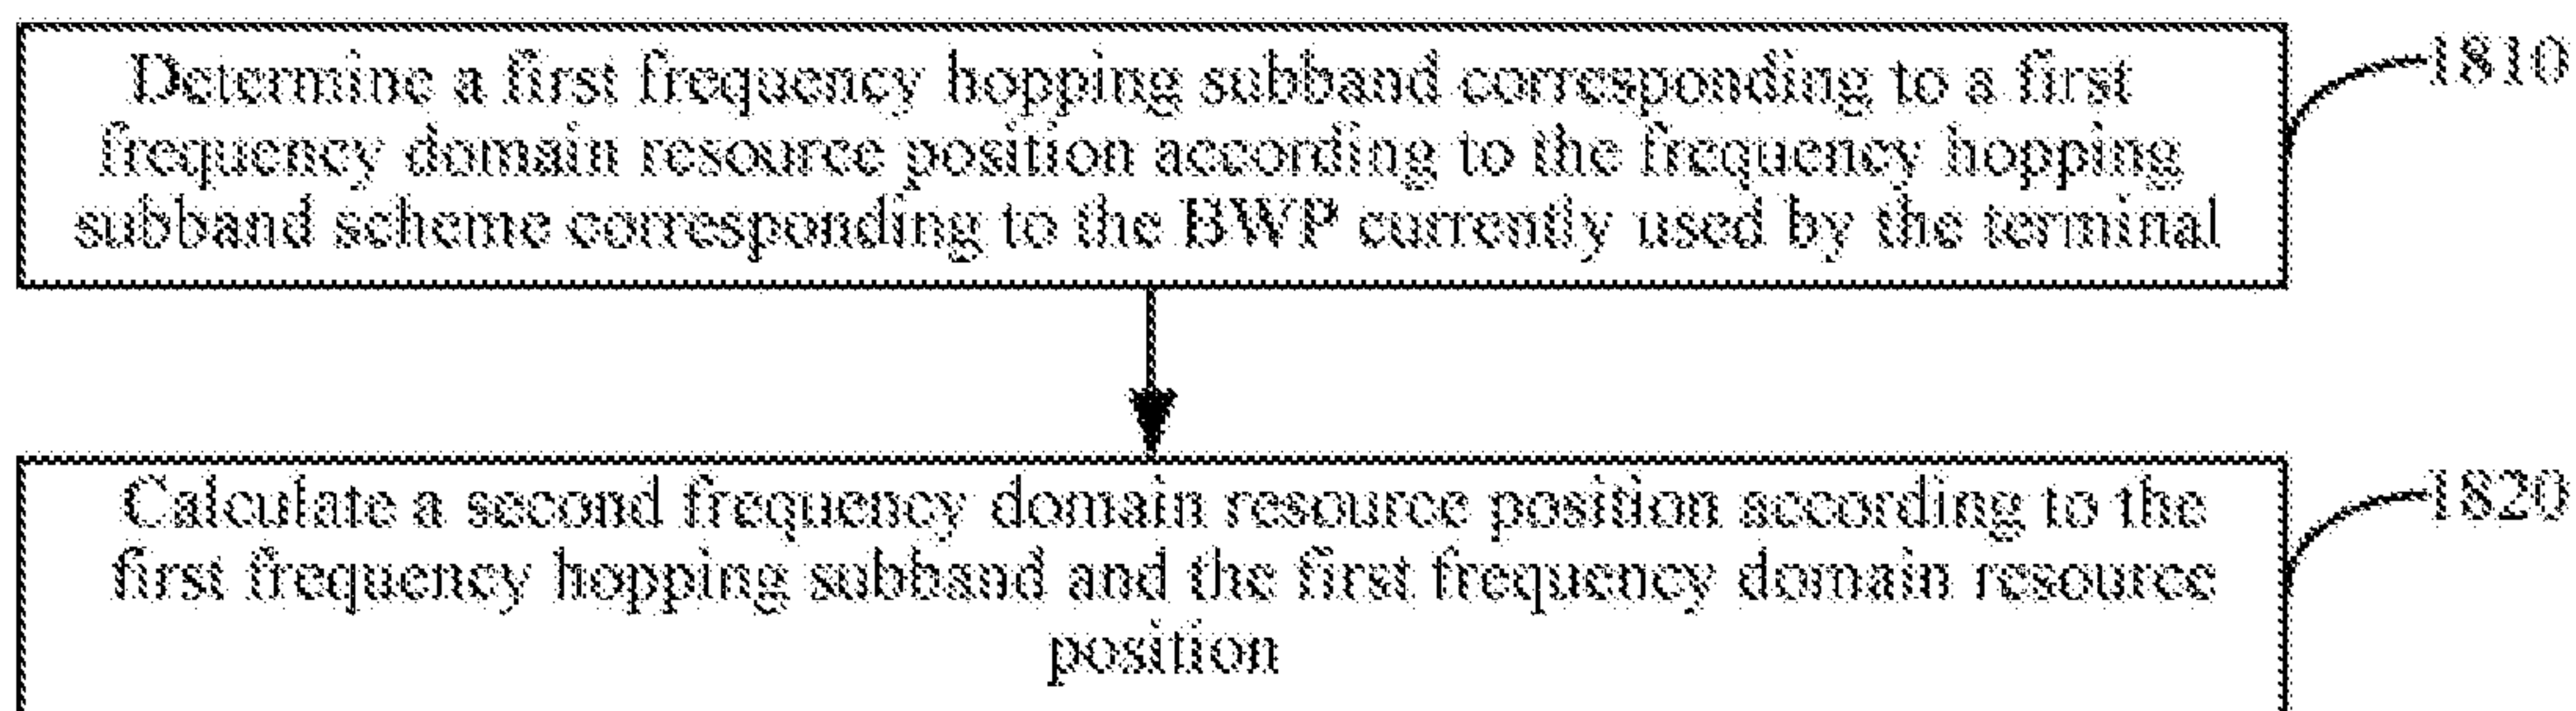 Determine a first frequency hopping subband corresponding to a first
frequency domain resource position according to the frequency hopping
subband scheme corresponding to the BWP currently used by the terminal
1810
Calculate a second frequency domain resource position according to the
first frequency hopping subband and the first frequency domain resource
position
1820